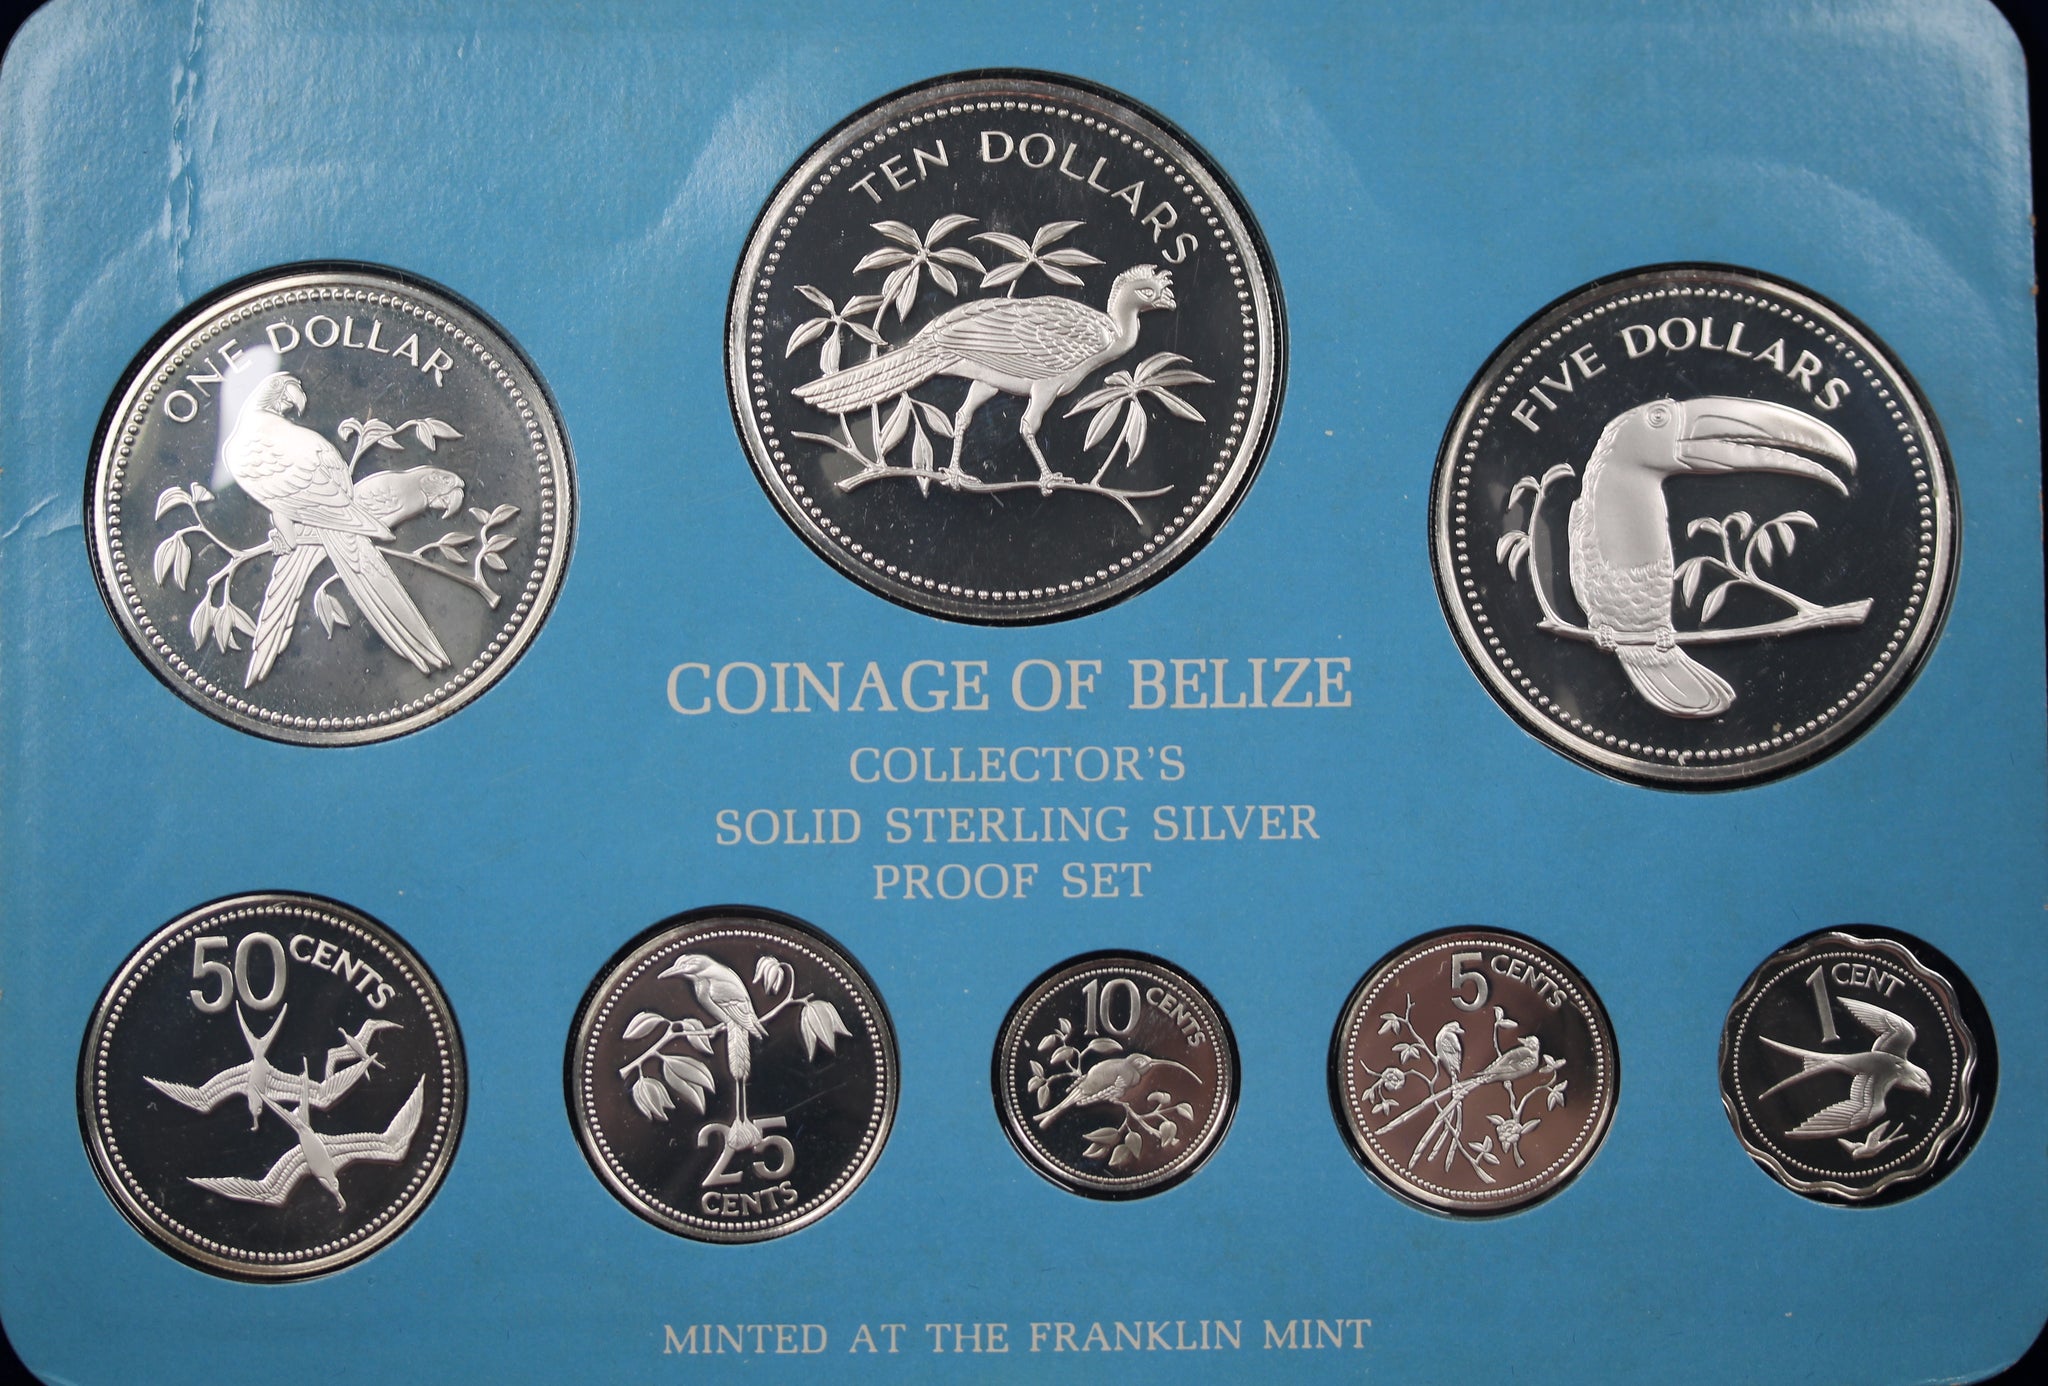 TEN DOLLARS
ONE DOLLAR
FIVE DOLLARS
COINAGE OF BELIZE
COLLECTOR'S
SOLID STERLING SILVER
PROOF SET
50 CENTS
25
CENTS
10 CENTS
5 CENTS
1 CENT
MINTED AT THE FRANKLIN MINT